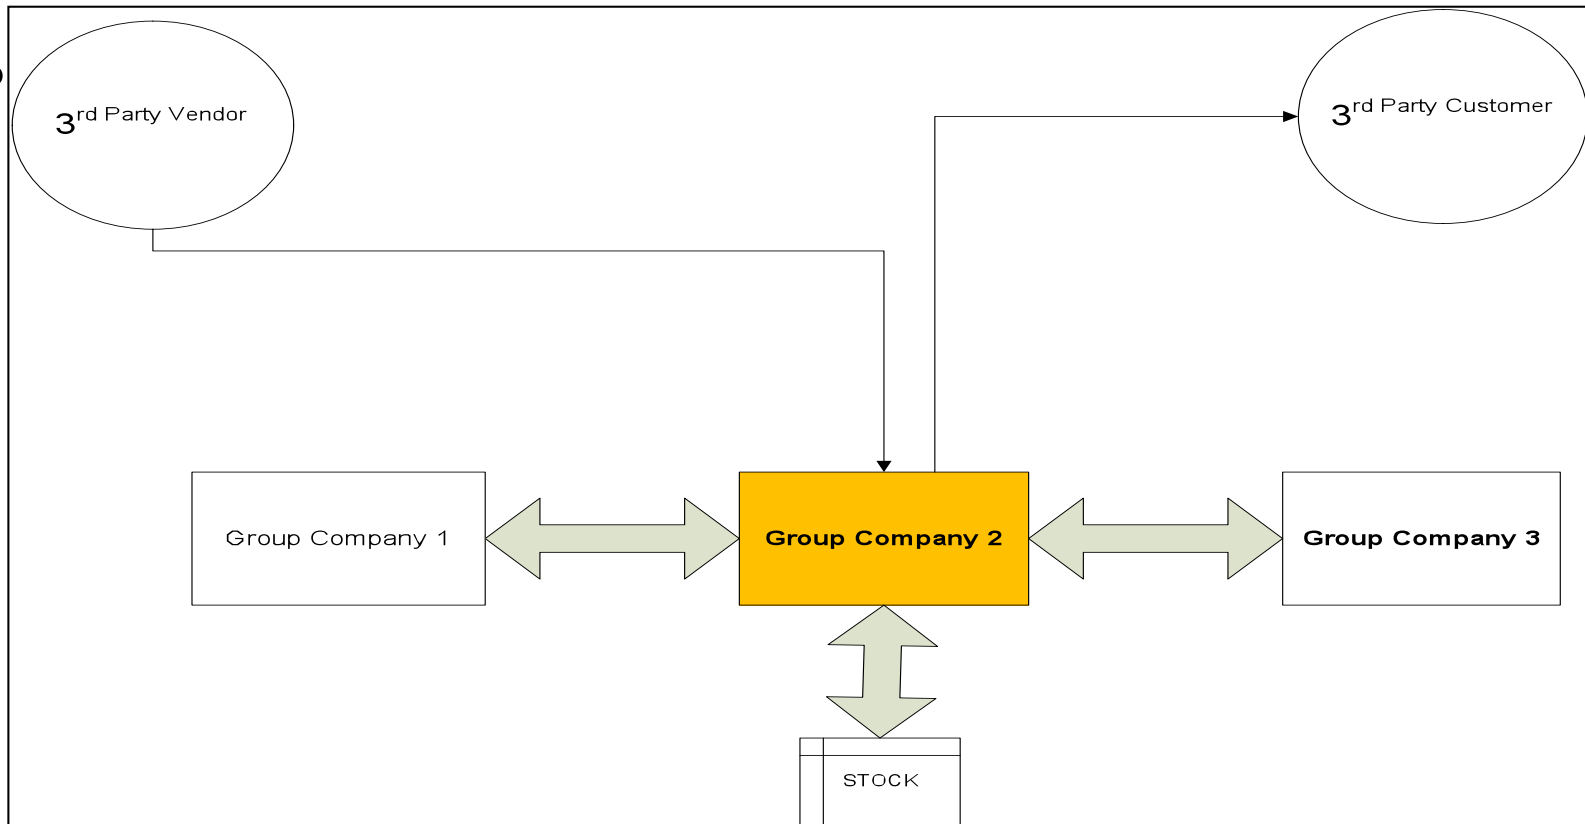 3rd Party Vendor
3rd Party Customer
Group Company 1
Group Company 2
Group Company 3
STOCK